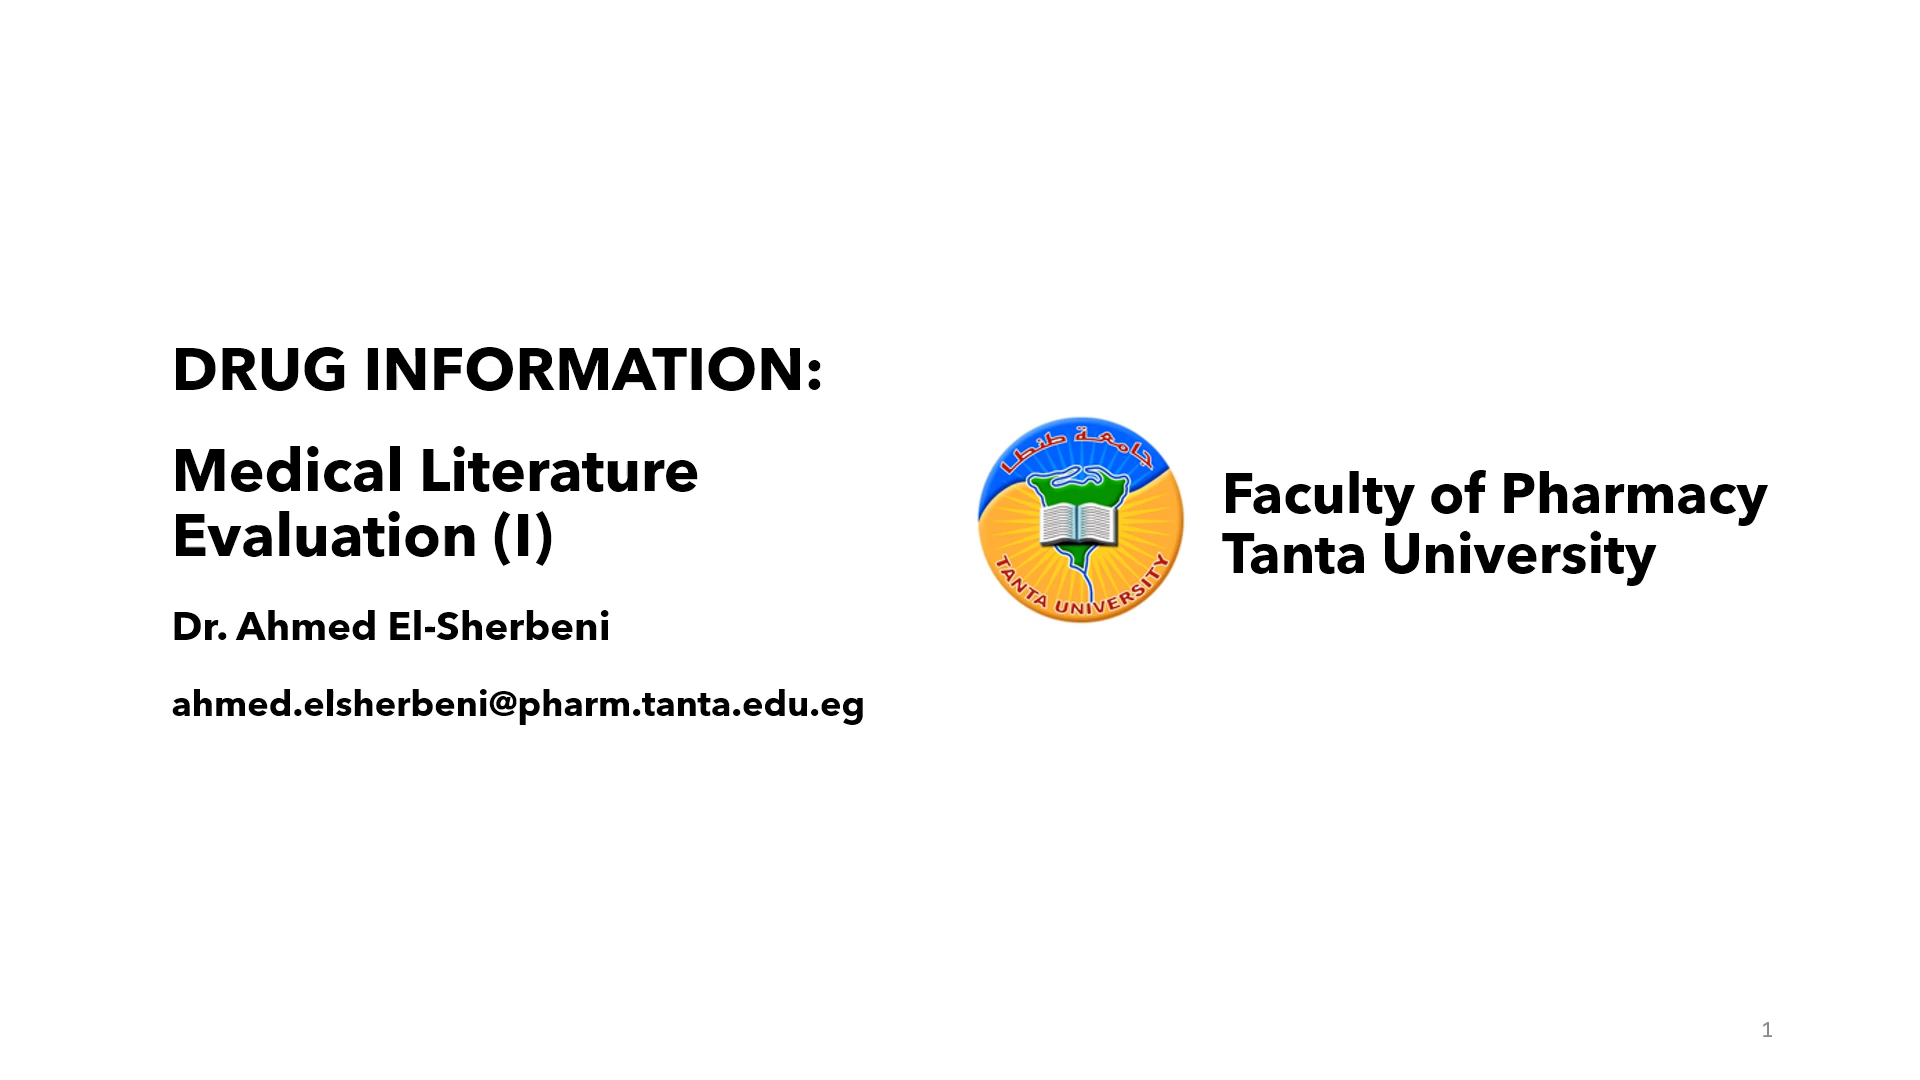 DRUG INFORMATION:
Medical Literature
Evaluation (I)
Dr. Ahmed El-Sherbeni
ahmed.elsherbeni@pharm.tanta.edu.eg
جامعة طنطا
TANTA UNIVERSITY
Faculty of Pharmacy
Tanta University
1